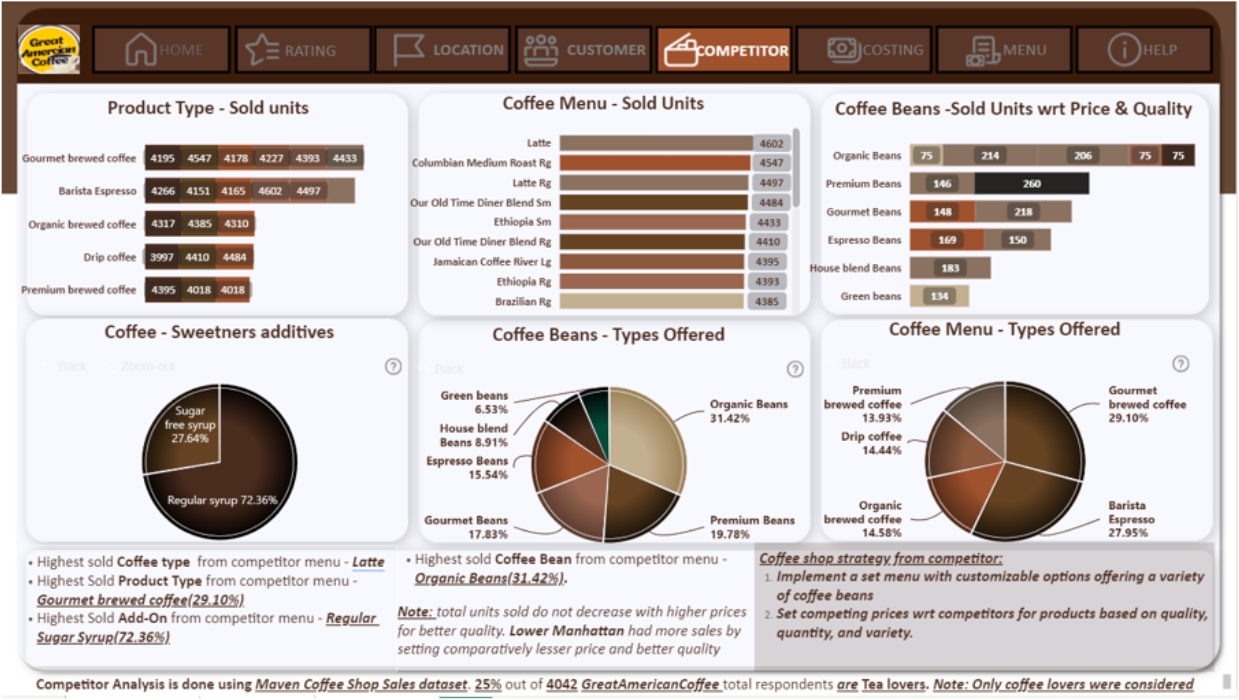 Great
Amercian
Coffee
HOME
RATING
LOCATION
CUSTOMER
COMPETITOR
COSTING
MENU
HELP
Product Type - Sold units
Gourmet brewed coffee 4195 4547 4178 4227 4393 4433
Barista Espresso 4266 4151 4165 4602 4497
Organic brewed coffee 4317 4385 4310
Drip coffee 3997 4410 4484
Premium brewed coffee 4395 4018 4018
Coffee Menu - Sold Units
Latte 4602
Columbian Medium Roast Rg 4547
Latte Rg 4497
Our Old Time Diner Blend Sm 4484
Ethiopia Sm 4433
Our Old Time Diner Blend Rg 4410
Jamaican Coffee River Lg 4395
Ethiopia Rg 4393
Brazilian Rg 4385
Coffee Beans -Sold Units wrt Price & Quality
Organic Beans 75 214 206 75 75
Premium Beans 146 260
Gourmet Beans 148 218
Espresso Beans 169 150
House blend Beans 183
Green beans 134
Coffee - Sweetners additives
Back Zoom-out ?
Sugar
free syrup
27.64%
Regular syrup 72.36%
Coffee Beans - Types Offered
Back ?
Green beans
6.53%
House blend
Beans 8.91%
Espresso Beans
15.54%
Gourmet Beans
17.83%
Organic Beans
31.42%
Premium Beans
19.78%
Coffee Menu - Types Offered
Back ?
Premium
brewed coffee
13.93%
Drip coffee
14.44%
Organic
brewed coffee
14.58%
Gourmet
brewed coffee
29.10%
Barista
Espresso
27.95%
• Highest sold Coffee type from competitor menu - Latte
• Highest Sold Product Type from competitor menu -
Gourmet brewed coffee(29.10%)
• Highest Sold Add-On from competitor menu - Regular
Sugar Syrup(72.36%)
• Highest sold Coffee Bean from competitor menu -
Organic Beans(31.42%).
Note: total units sold do not decrease with higher prices
for better quality. Lower Manhattan had more sales by
setting comparatively lesser price and better quality
Coffee shop strategy from competitor:
1. Implement a set menu with customizable options offering a variety
of coffee beans
2. Set competing prices wrt competitors for products based on quality,
quantity, and variety.
Competitor Analysis is done using Maven Coffee Shop Sales dataset. 25% out of 4042 GreatAmericanCoffee total respondents are Tea lovers. Note: Only coffee lovers were considered